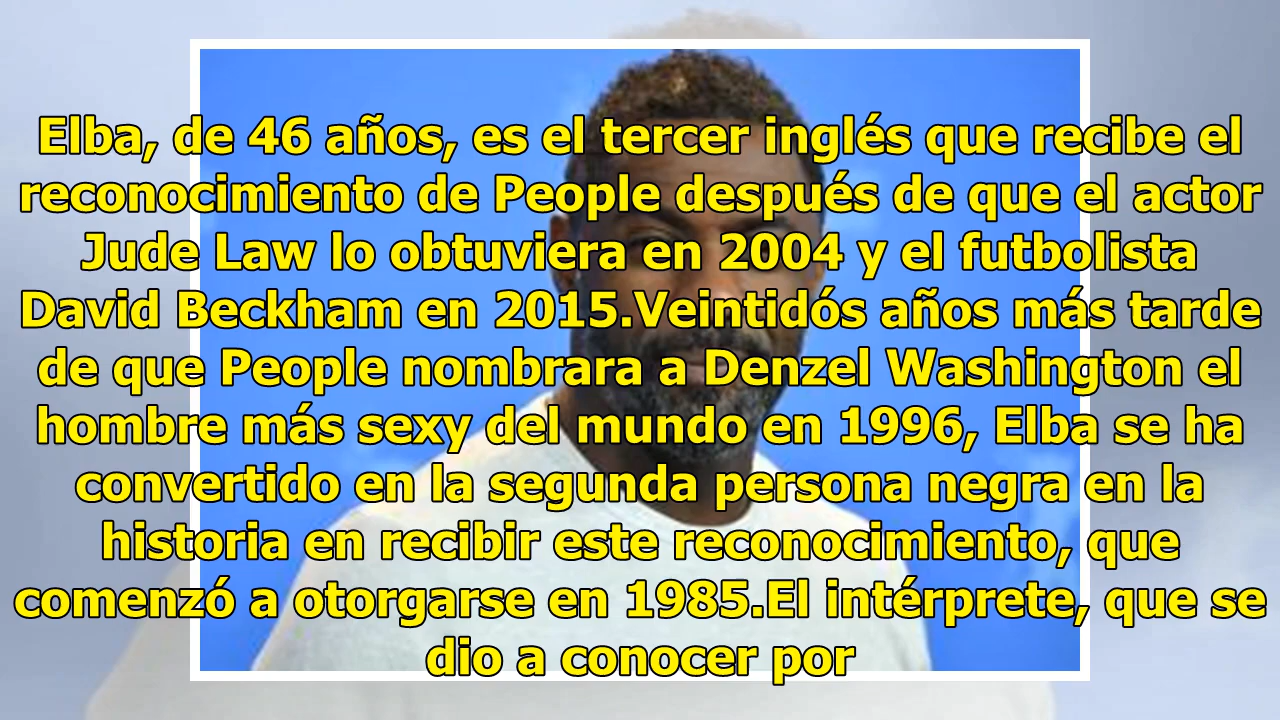 Elba, de 46 años, es el tercer inglés que recibe el
reconocimiento de People después de que el actor
Jude Law lo obtuviera en 2004 y el futbolista
David Beckham en 2015.Veintidós años más tarde
de que People nombrara a Denzel Washington el
hombre más sexy del mundo en 1996, Elba se ha
convertido en la segunda persona negra en la
historia en recibir este reconocimiento, que
comenzó a otorgarse en 1985.El intérprete, que se
dio a conocer por